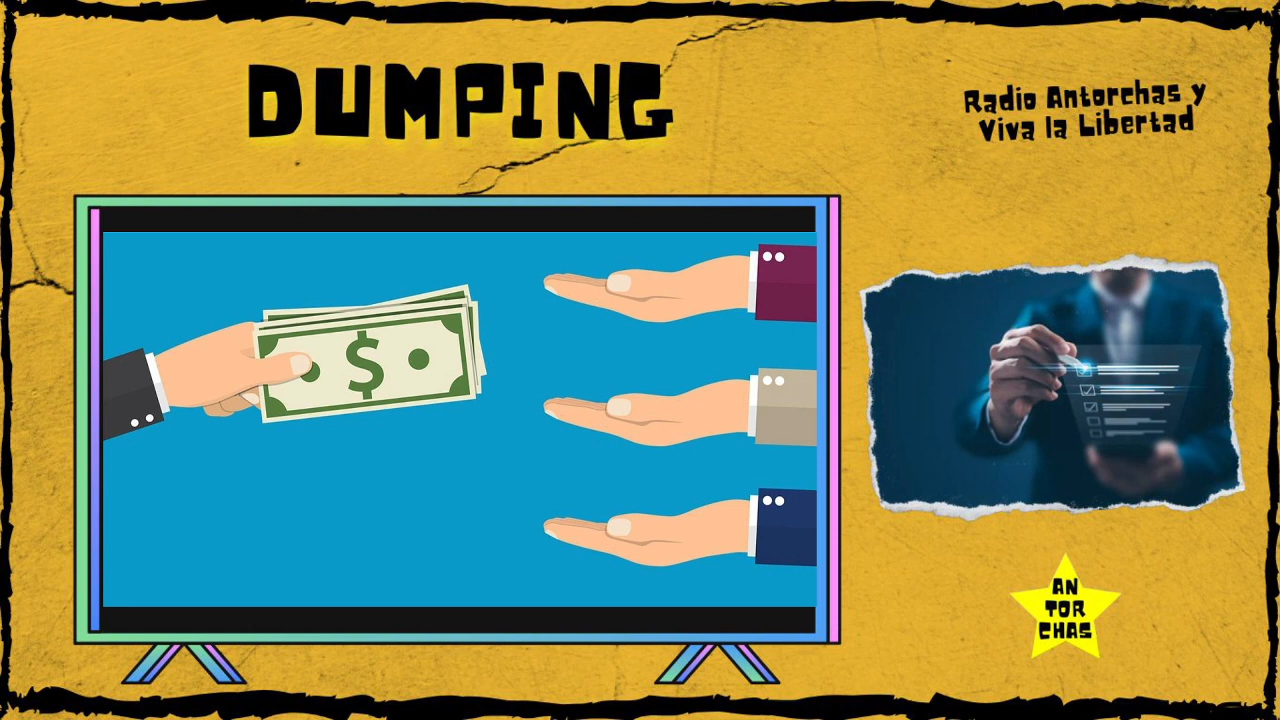 DUMPING
Radio Antorchas y
Viva la Libertad
$
AN
TOR
CHAS